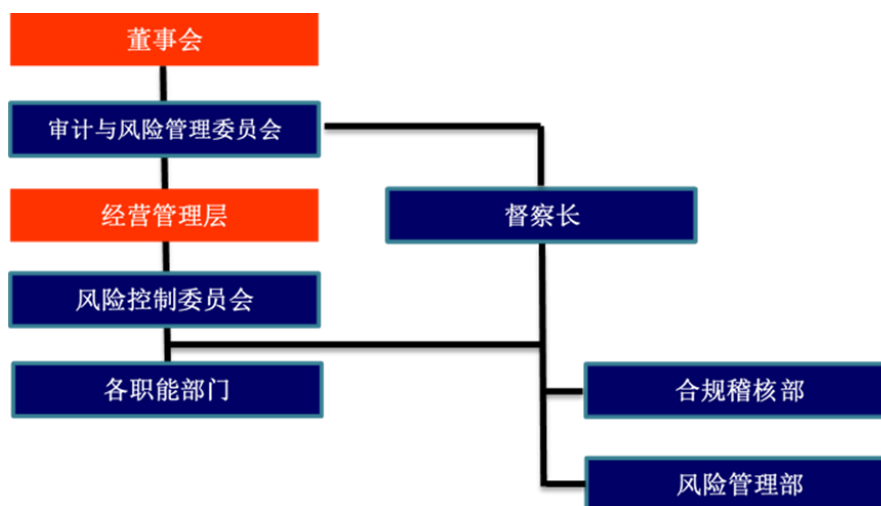 董事会
审计与风险管理委员会
经营管理层
督察长
风险控制委员会
各职能部门
合规稽核部
风险管理部